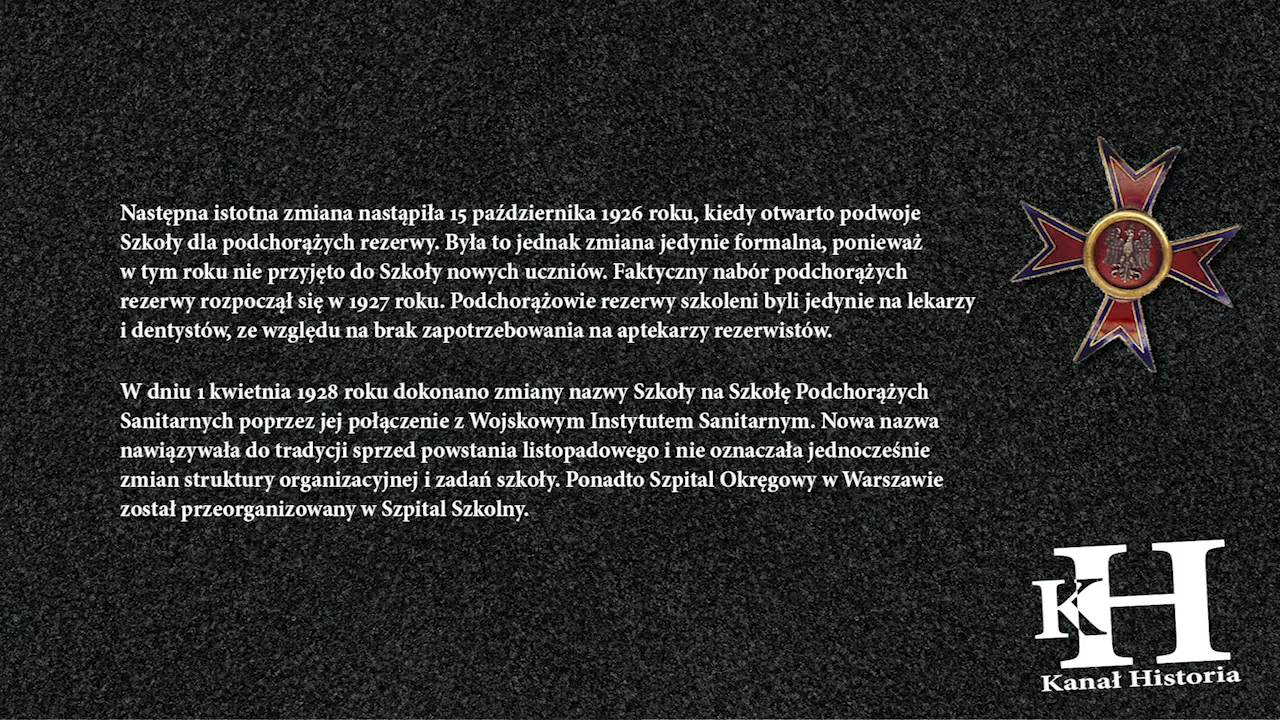 Następna istotna zmiana nastąpiła 15 października 1926 roku, kiedy otwarto podwoje
Szkoły dla podchorążych rezerwy. Była to jednak zmiana jedynie formalna, ponieważ
w tym roku nie przyjęto do Szkoły nowych uczniów. Faktyczny nabór podchorążych
rezerwy rozpoczął się w 1927 roku. Podchorążowie rezerwy szkoleni byli jedynie na lekarzy
i dentystów, ze względu na brak zapotrzebowania na aptekarzy rezerwistów.
W dniu 1 kwietnia 1928 roku dokonano zmiany nazwy Szkoły na Szkołę Podchorążych
Sanitarnych poprzez jej połączenie z Wojskowym Instytutem Sanitarnym. Nowa nazwa
nawiązywała do tradycji sprzed powstania listopadowego i nie oznaczała jednocześnie
zmian struktury organizacyjnej i zadań szkoły. Ponadto Szpital Okręgowy w Warszawie
został przeorganizowany w Szpital Szkolny.
KH
Kanał Historia